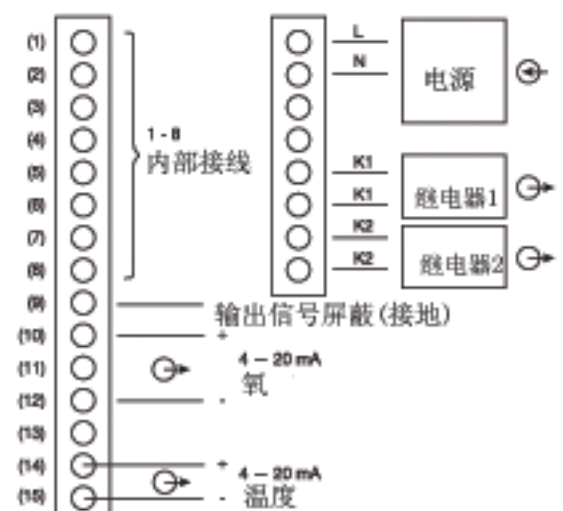 (1)
(2)
(3)
(4)
(5)
(6)
(7)
(8)
(9)
(10)
(11)
(12)
(13)
(14)
(15)
1 - 8
内部接线
输出信号屏蔽(接地)
+
4 — 20 mA
氧
-
+
4 — 20 mA
- 温度
L
N
电源
K1
K1
继电器1
K2
K2
继电器2